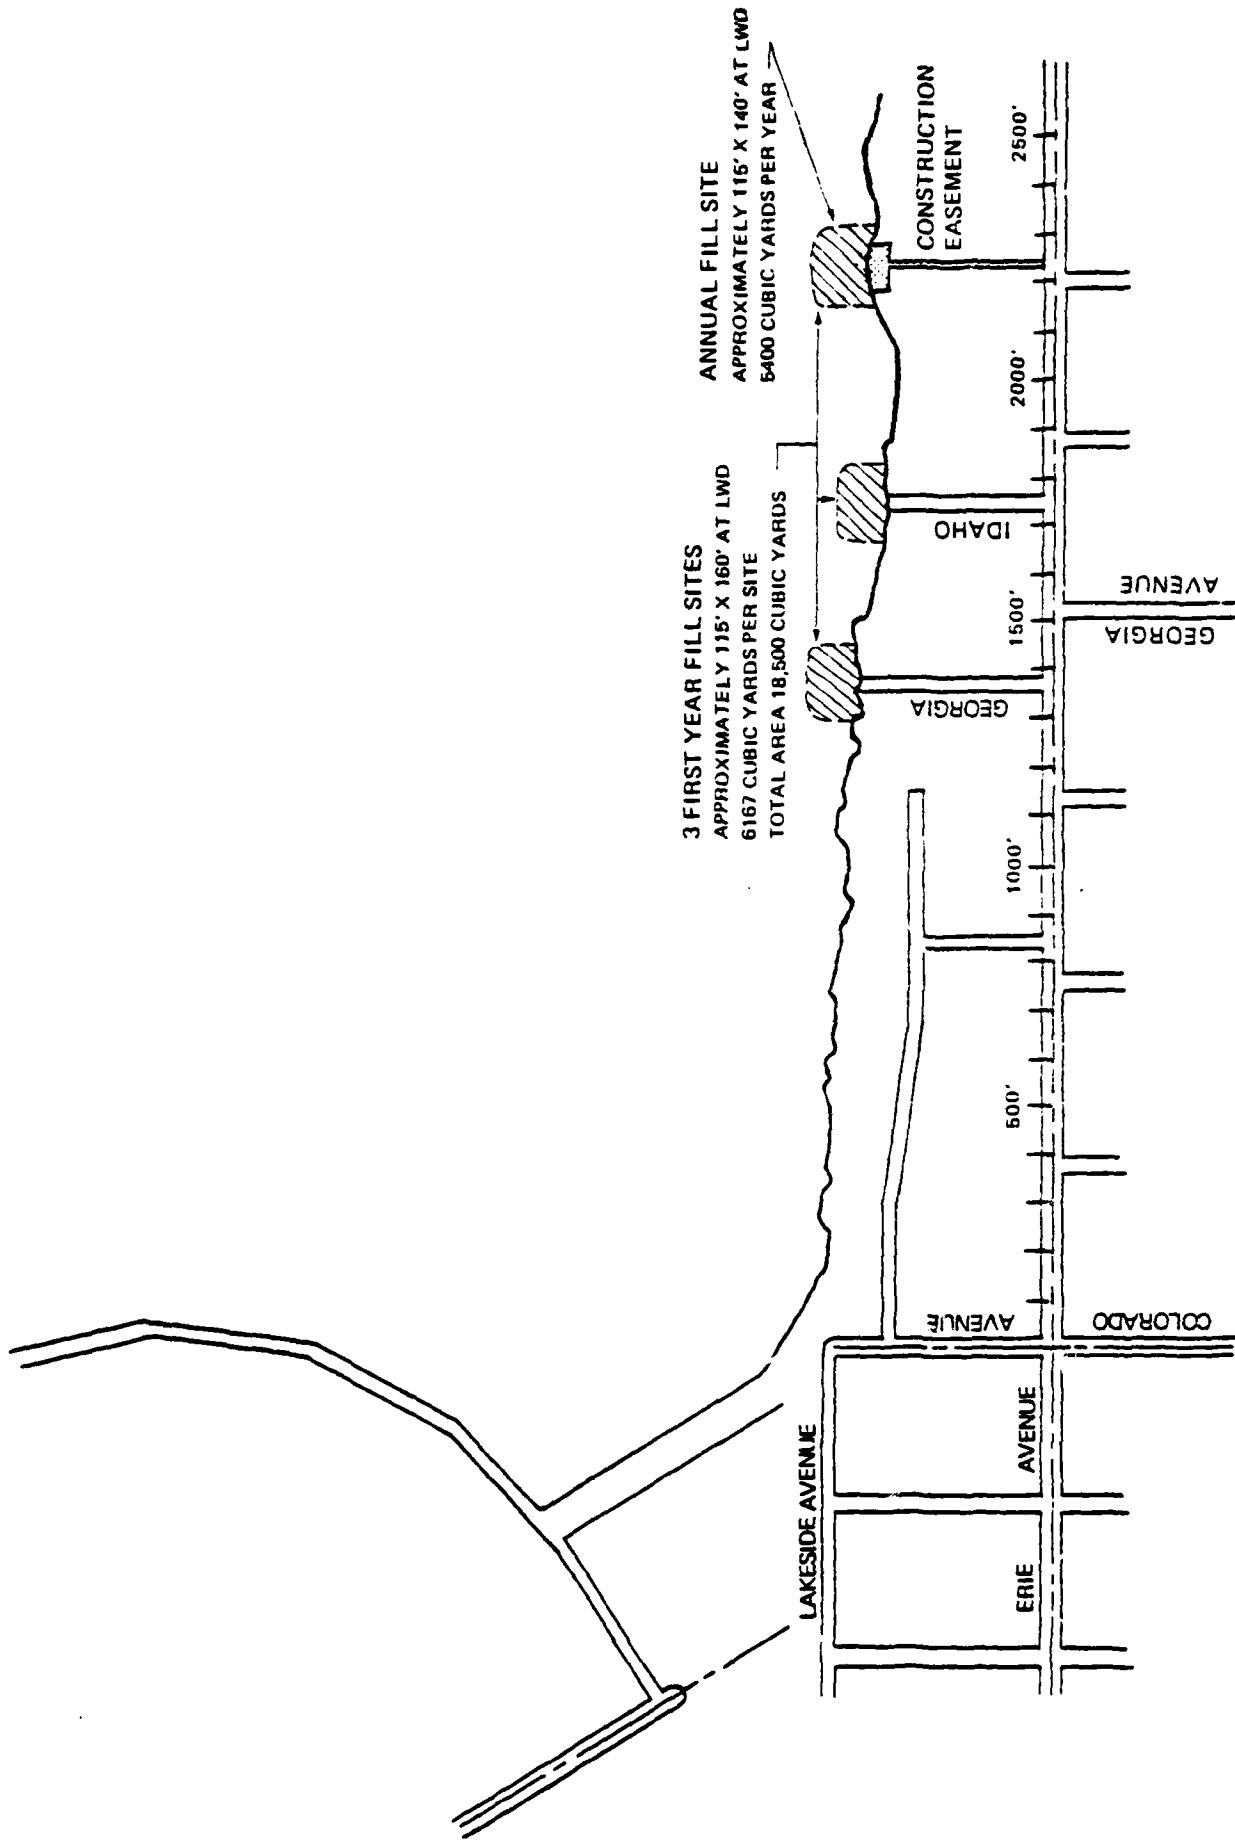 3 FIRST YEAR FILL SITES
APPROXIMATELY 115' X 160' AT LWD
6167 CUBIC YARDS PER SITE
TOTAL AREA 18,500 CUBIC YARDS
ANNUAL FILL SITE
APPROXIMATELY 115' X 140' AT LWD
5400 CUBIC YARDS PER YEAR
CONSTRUCTION
EASEMENT
LAKESIDE AVENUE
AVENUE
COLORADO
ERIE AVENUE
GEORGIA
IDAHO
GEORGIA
AVENUE
500'
1000'
1500'
2000'
2500'